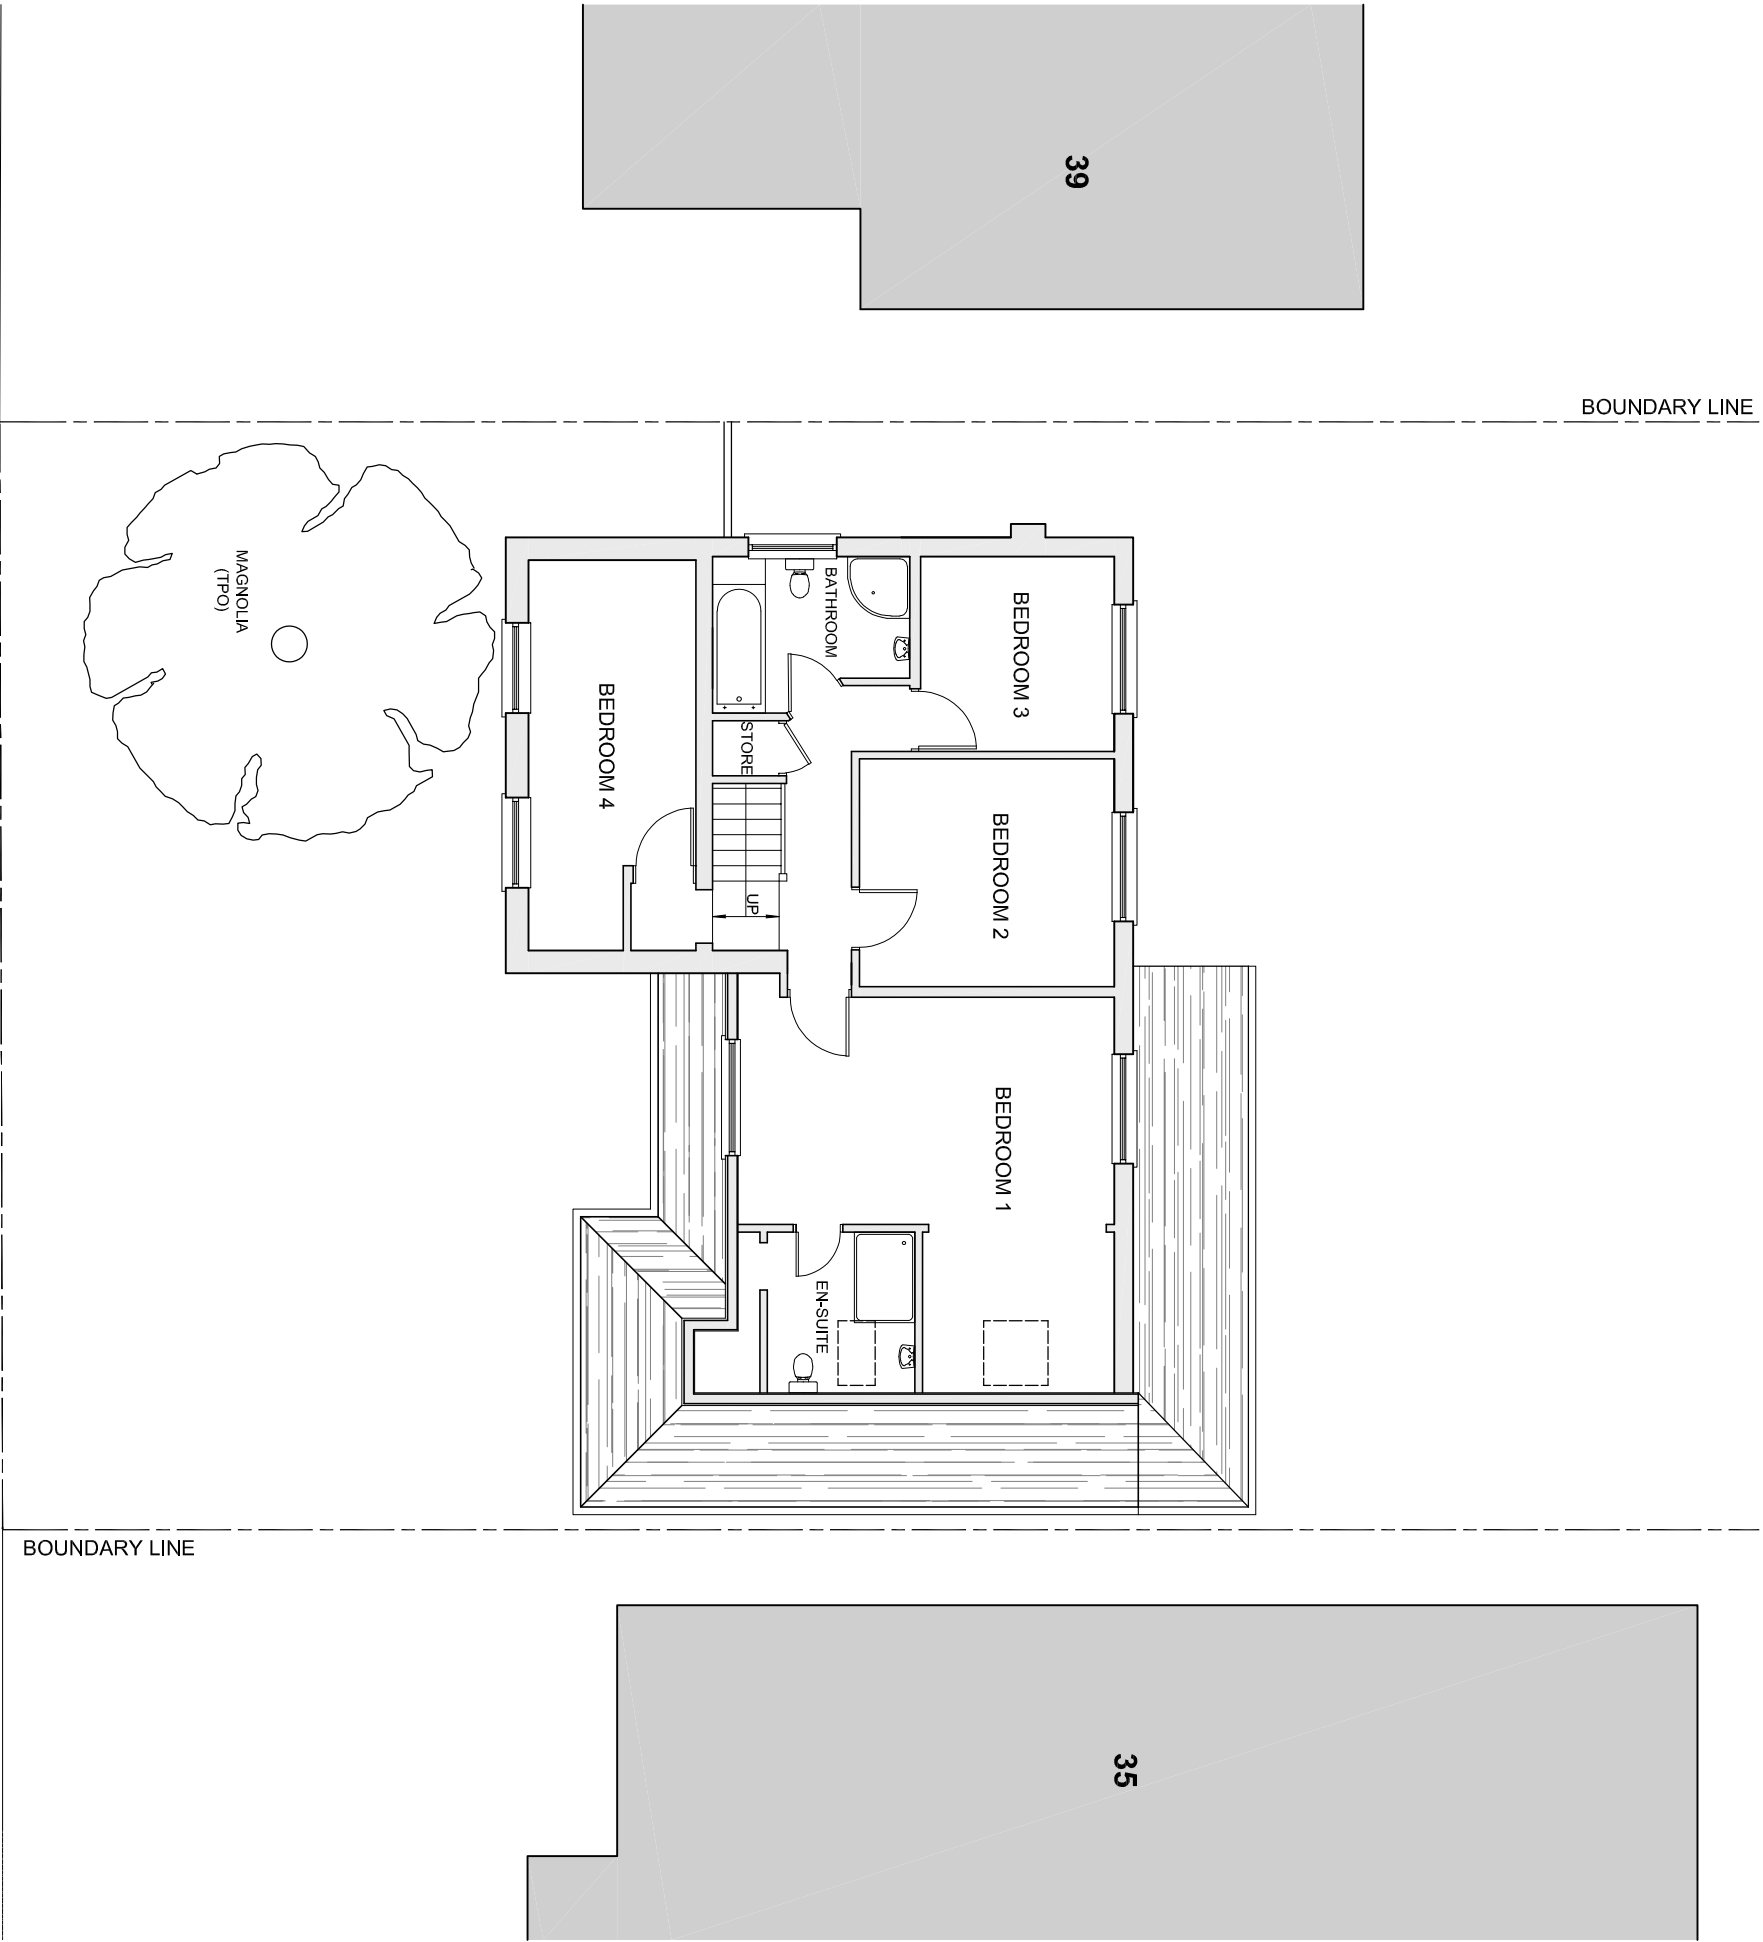 39
BOUNDARY LINE
MAGNOLIA
(TPO)
BATHROOM
BEDROOM 3
BEDROOM 4
STORE
UP
BEDROOM 2
BEDROOM 1
EN-SUITE
BOUNDARY LINE
35